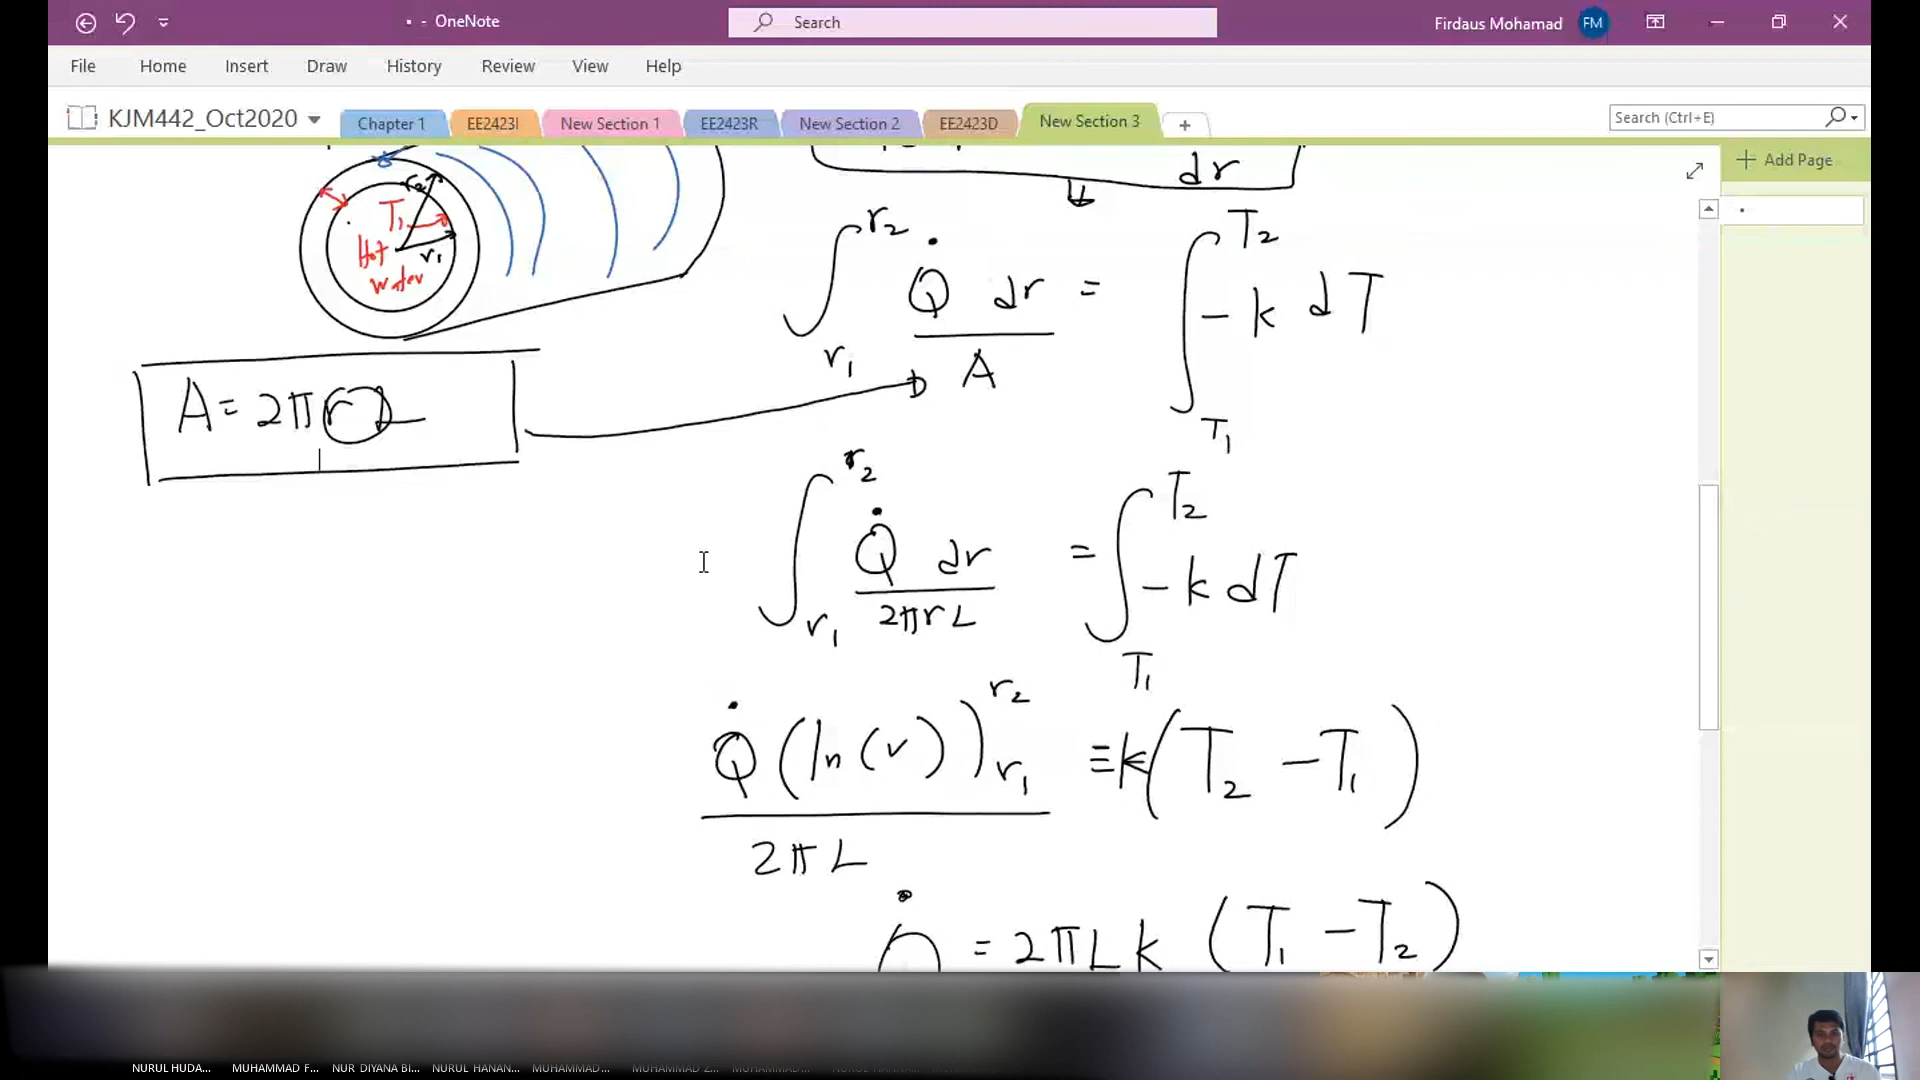 OneNote
Search
Firdaus Mohamad
FM
File Home Insert Draw History Review View Help
KJM442_Oct2020
Chapter 1
EE2423I
New Section 1
EE2423R
New Section 2
EE2423D
New Section 3
+
Search (Ctrl+E)
Add Page
dr
r₂
T₁
Hot
water
r₁
∫ r₁ r₂ Q̇ dr / A = ∫ T₁ T₂ - k dT
A = 2πrL
∫ r₁ r₂ Q̇ dr / 2πrL = ∫ T₁ T₂ - k dT
Q̇ (ln(r)) r₁ r₂ / 2πL = -k (T₂ - T₁)
= 2πLk (T₁ - T₂)
NURUL HUDA...
MUHAMMAD F...
NUR DIYANA BI...
NURUL HANAN...
MUHAMMAD...
MUHAMMAD Z...